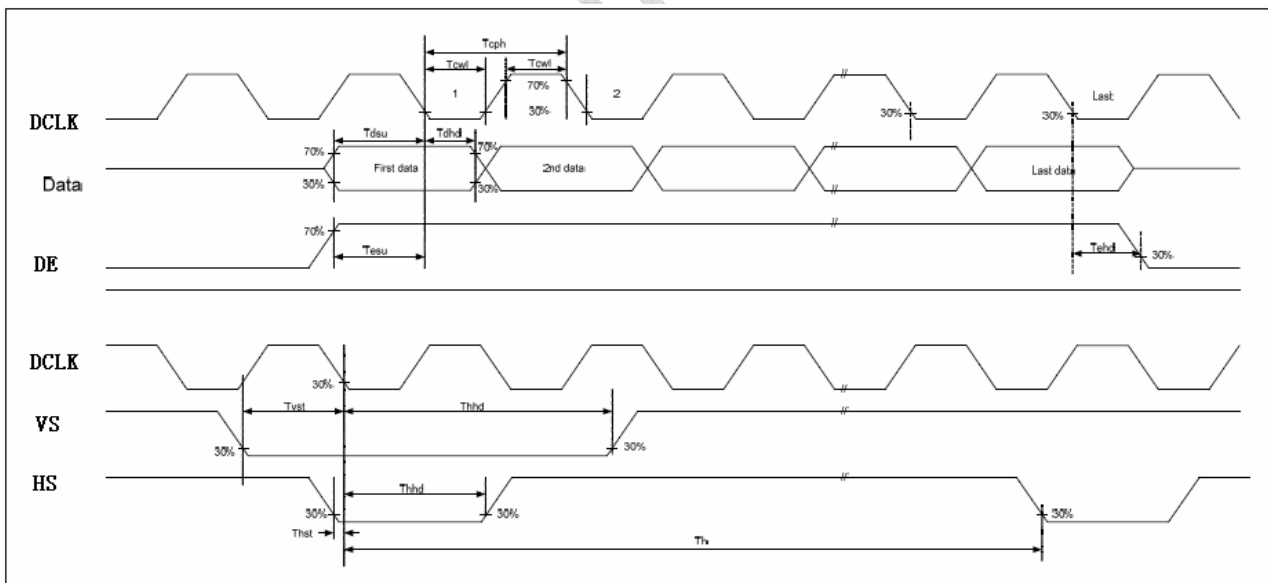 Tcph
Tcwl Tcwl
1 70% 2 Last
30% 30% 30%
DCLK
Tdsu Tdhd
70% 70%
First data 2nd data Last data
Data 30% 30%
70%
Tesu Tehd
DE 30%
DCLK
30%
Tvst Thhd
VS
30% 30%
HS
Thhd
30% 30% 30%
Thst
Th